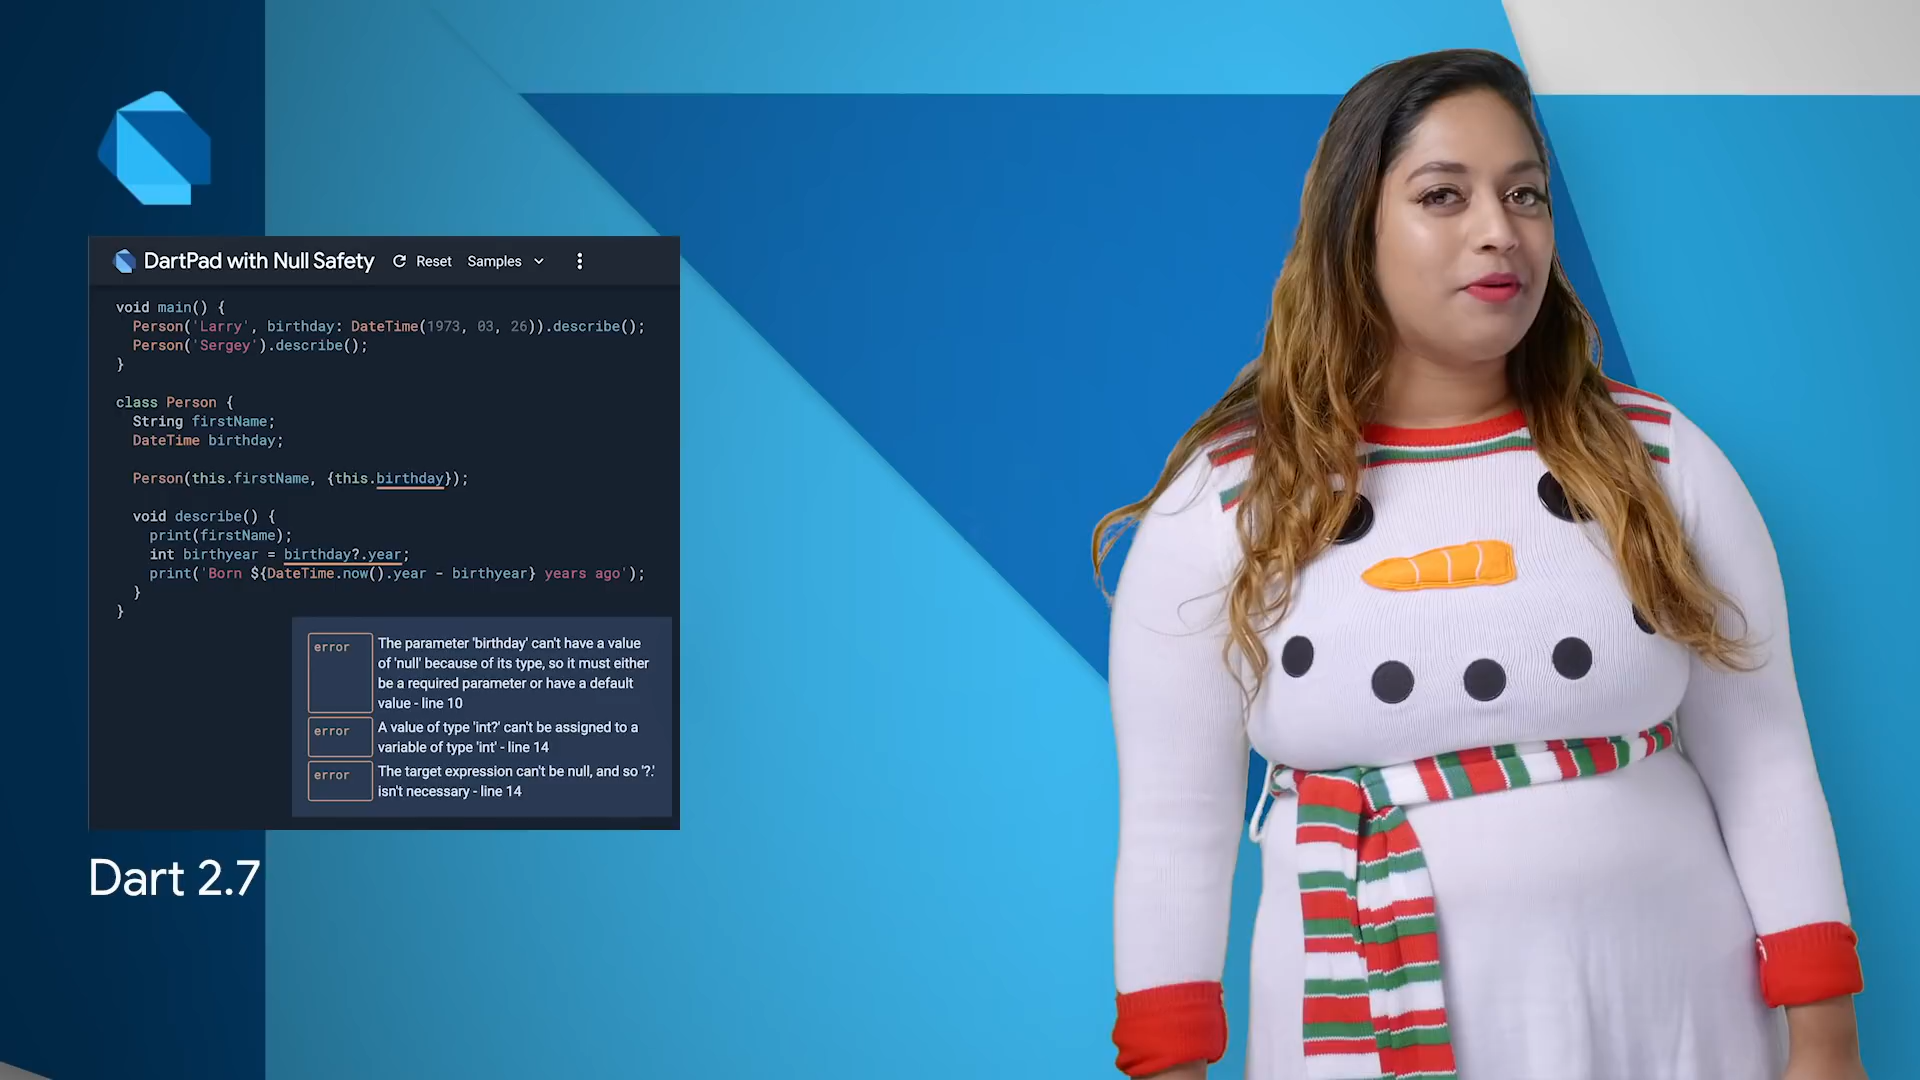 DartPad with Null Safety Reset Samples
void main() {
Person('Larry', birthday: DateTime(1973, 03, 26)).describe();
Person('Sergey').describe();
}
class Person {
String firstName;
DateTime birthday;
Person(this.firstName, {this.birthday});
void describe() {
print(firstName);
int birthyear = birthday?.year;
print('Born ${DateTime.now().year - birthyear} years ago');
}
}
error The parameter 'birthday' can't have a value
of 'null' because of its type, so it must either
be a required parameter or have a default
value - line 10
error A value of type 'int?' can't be assigned to a
variable of type 'int' - line 14
error The target expression can't be null, and so '?.'
isn't necessary - line 14
Dart 2.7